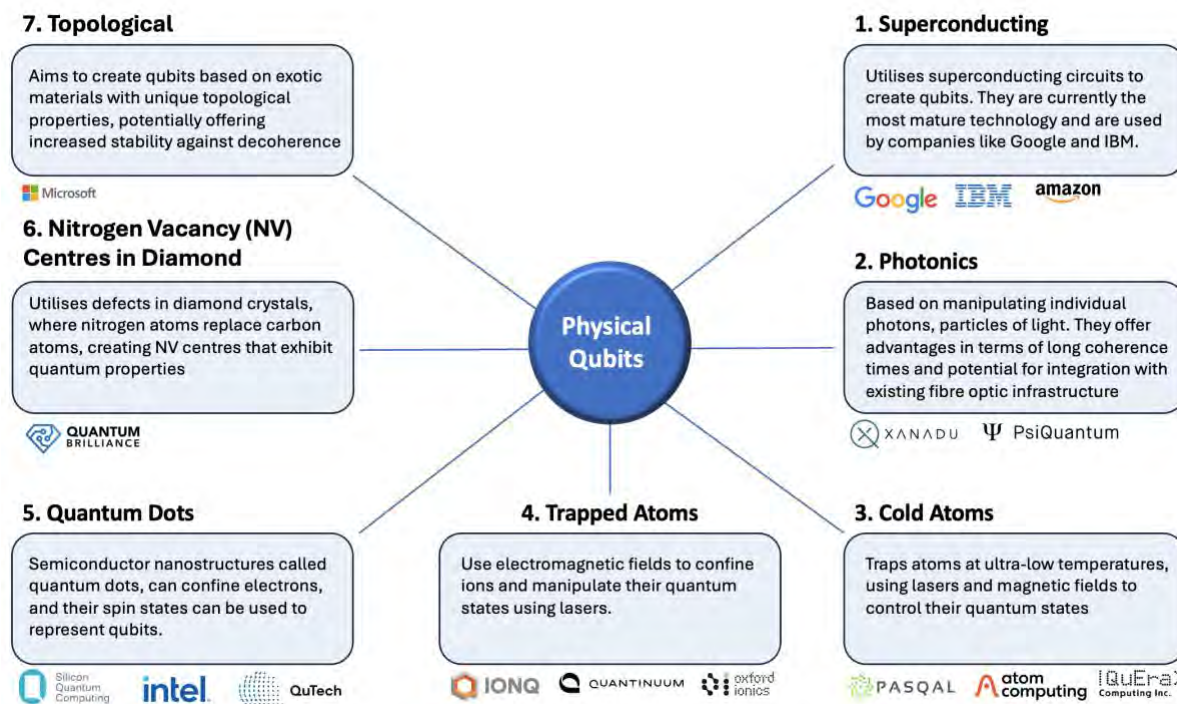 7. Topological
Aims to create qubits based on exotic
materials with unique topological
properties, potentially offering
increased stability against decoherence
Microsoft
6. Nitrogen Vacancy (NV)
Centres in Diamond
Utilises defects in diamond crystals,
where nitrogen atoms replace carbon
atoms, creating NV centres that exhibit
quantum properties
QUANTUM
BRILLIANCE
5. Quantum Dots
Semiconductor nanostructures called
quantum dots, can confine electrons,
and their spin states can be used to
represent qubits.
Silicon
Quantum
Computing
intel.
QuTech
Physical
Qubits
4. Trapped Atoms
Use electromagnetic fields to confine
ions and manipulate their quantum
states using lasers.
IONQ
QUANTINUUM
oxford
ionics
1. Superconducting
Utilises superconducting circuits to
create qubits. They are currently the
most mature technology and are used
by companies like Google and IBM.
Google
IBM
amazon
2. Photonics
Based on manipulating individual
photons, particles of light. They offer
advantages in terms of long coherence
times and potential for integration with
existing fibre optic infrastructure
XANADU
Ψ PsiQuantum
3. Cold Atoms
Traps atoms at ultra-low temperatures,
using lasers and magnetic fields to
control their quantum states
PASQAL
atom
computing
QuEra
Computing Inc.